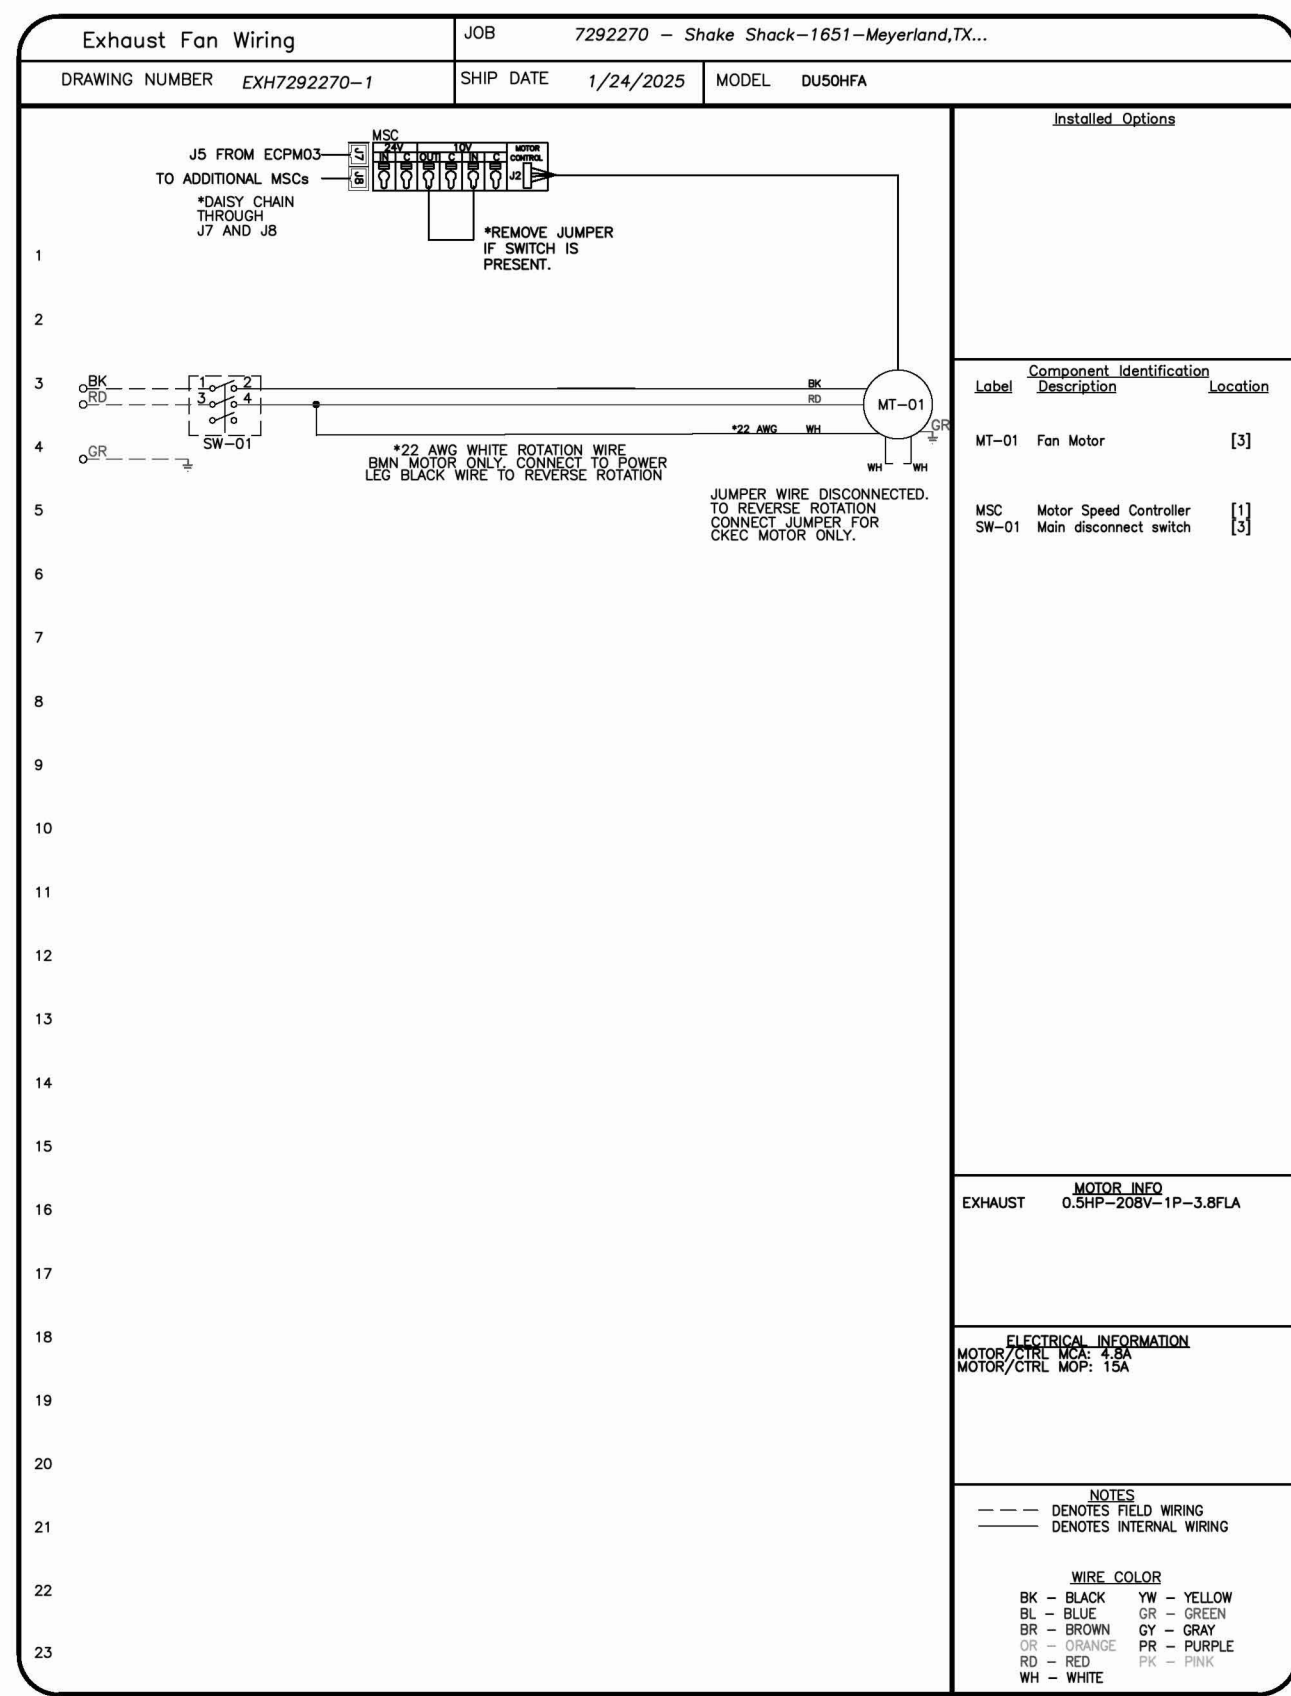 Exhaust Fan Wiring
JOB 7292270 - Shake Shack-1651-Meyerland,TX...
DRAWING NUMBER EXH7292270-1
SHIP DATE 1/24/2025
MODEL DU50HFA
MSC
24V 10V
IN C OUT C IN C
MOTOR
CONTROL
J2
J7
J8
J5 FROM ECPM03
TO ADDITIONAL MSCs
*DAISY CHAIN
THROUGH
J7 AND J8
*REMOVE JUMPER
IF SWITCH IS
PRESENT.
BK
RD
GR
1 2
3 4
SW-01
BK
RD
*22 AWG WH
MT-01
GR
WH WH
*22 AWG WHITE ROTATION WIRE
BMN MOTOR ONLY. CONNECT TO POWER
LEG BLACK WIRE TO REVERSE ROTATION
JUMPER WIRE DISCONNECTED.
TO REVERSE ROTATION
CONNECT JUMPER FOR
CKEC MOTOR ONLY.
1
2
3
4
5
6
7
8
9
10
11
12
13
14
15
16
17
18
19
20
21
22
23
Installed Options
Component Identification
Label Description Location
MT-01 Fan Motor [3]
MSC Motor Speed Controller [1]
SW-01 Main disconnect switch [3]
MOTOR INFO
EXHAUST 0.5HP-208V-1P-3.8FLA
ELECTRICAL INFORMATION
MOTOR/CTRL MCA: 4.8A
MOTOR/CTRL MOP: 15A
NOTES
DENOTES FIELD WIRING
DENOTES INTERNAL WIRING
WIRE COLOR
BK - BLACK YW - YELLOW
BL - BLUE GR - GREEN
BR - BROWN GY - GRAY
OR - ORANGE PR - PURPLE
RD - RED PK - PINK
WH - WHITE